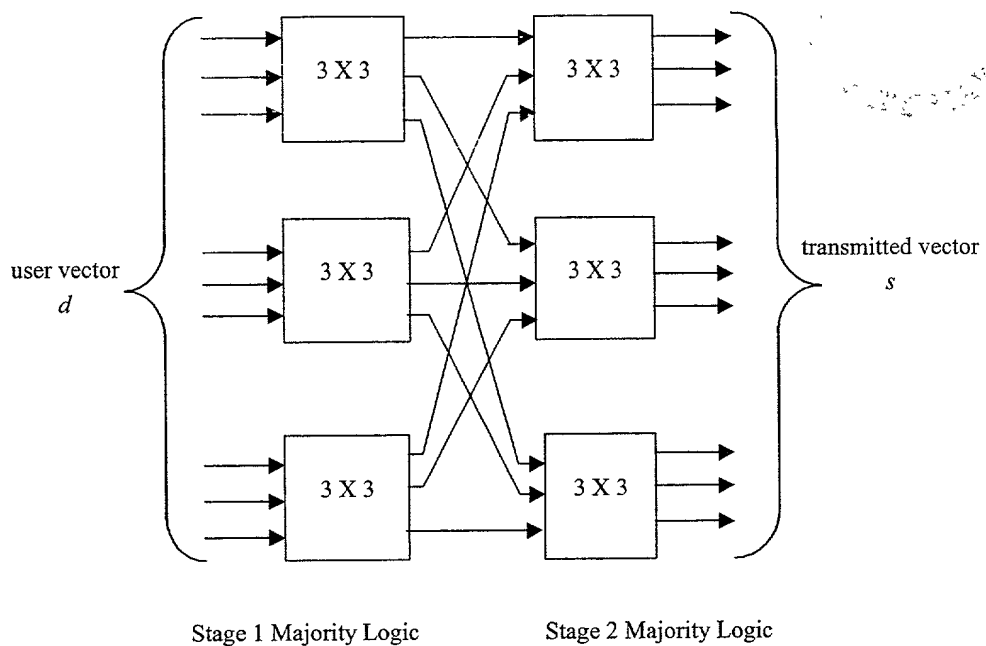 3 X 3
3 X 3
3 X 3
3 X 3
user vector
d
transmitted vector
s
3 X 3
3 X 3
Stage 1 Majority Logic
Stage 2 Majority Logic